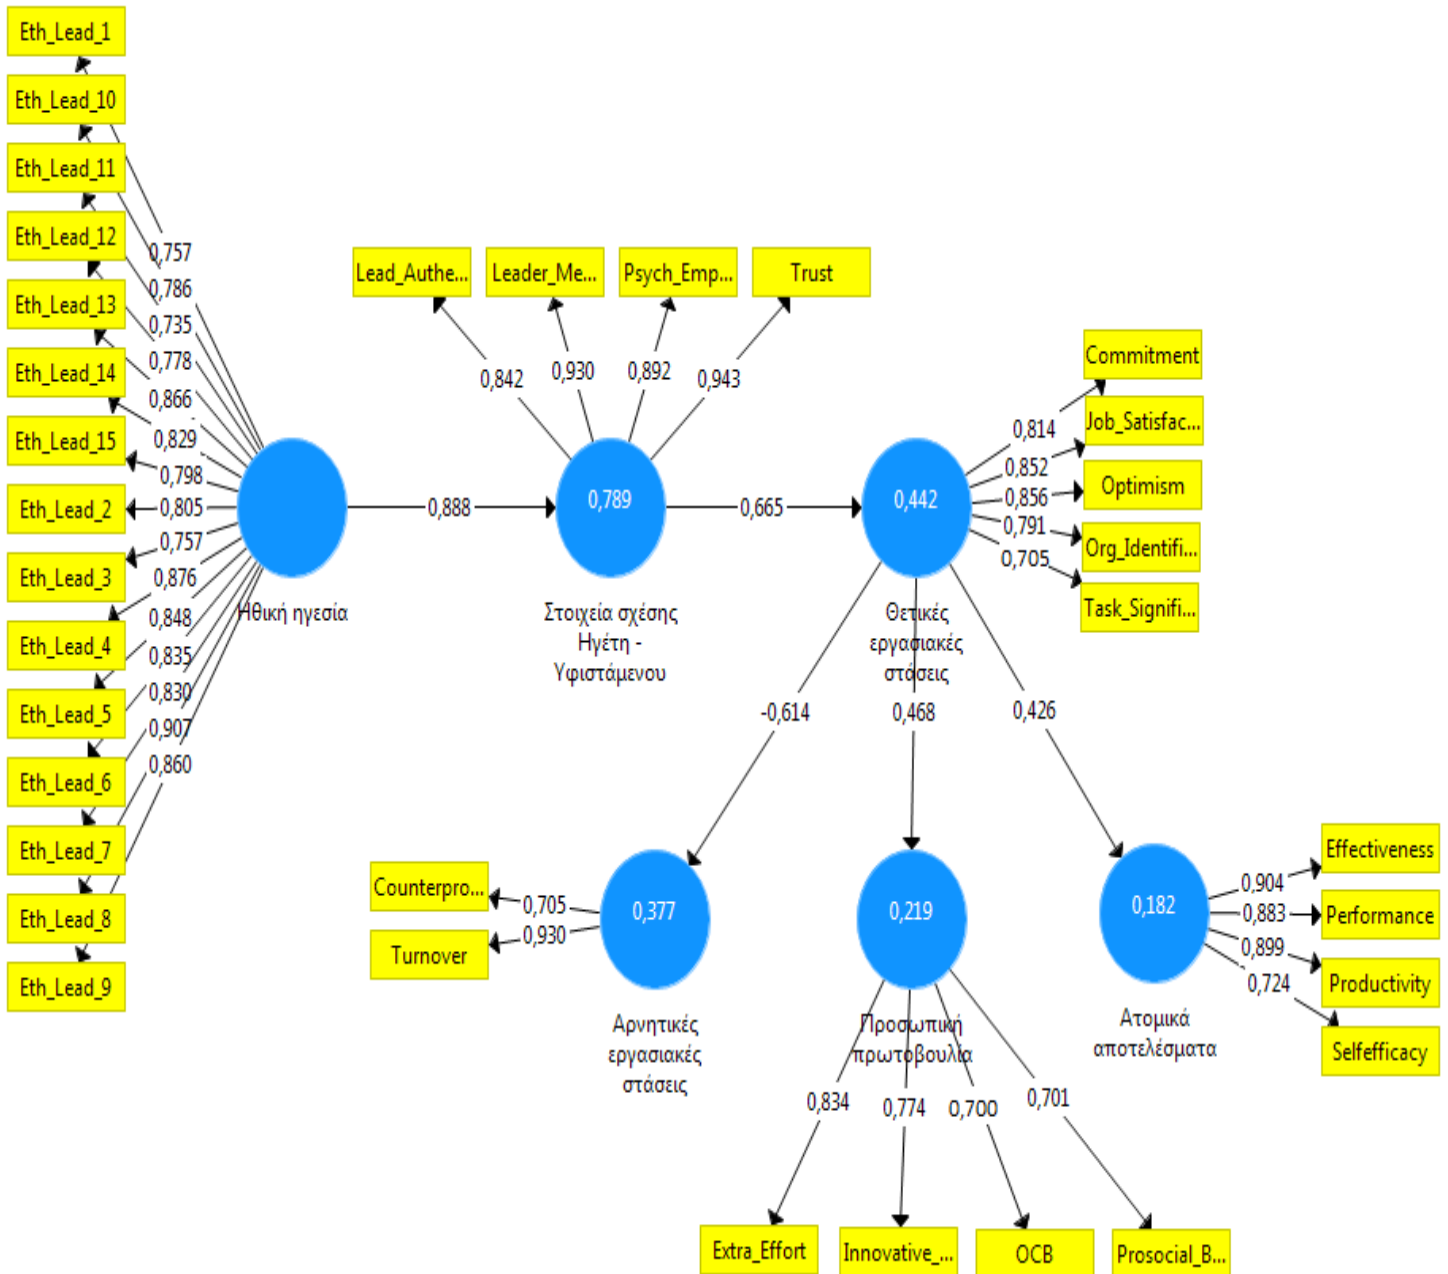 Eth_Lead_1
Eth_Lead_10
Eth_Lead_11
Eth_Lead_12
Eth_Lead_13
Eth_Lead_14
Eth_Lead_15
Eth_Lead_2
Eth_Lead_3
Eth_Lead_4
Eth_Lead_5
Eth_Lead_6
Eth_Lead_7
Eth_Lead_8
Eth_Lead_9
0,757
0,786
0,735
0,778
0,866
0,829
0,798
0,805
0,757
0,876
0,848
0,835
0,830
0,907
0,860
Ηθική ηγεσία
0,888
Lead_Authe...
Leader_Me...
Psych_Emp...
Trust
0,842
0,930
0,892
0,943
0,789
Στοιχεία σχέσης
Ηγέτη -
Υφιστάμενου
0,665
0,442
Θετικές
εργασιακές
στάσεις
0,814
0,852
0,856
0,791
0,705
Commitment
Job_Satisfac...
Optimism
Org_Identifi...
Task_Signifi...
-0,614
0,468
0,426
Counterpro...
Turnover
0,705
0,930
0,377
Αρνητικές
εργασιακές
στάσεις
0,219
Προσωπική
πρωτοβουλία
0,834
0,774
0,700
0,701
Extra_Effort
Innovative_...
OCB
Prosocial_B...
0,182
Ατομικά
αποτελέσματα
0,904
0,883
0,899
0,724
Effectiveness
Performance
Productivity
Selfefficacy